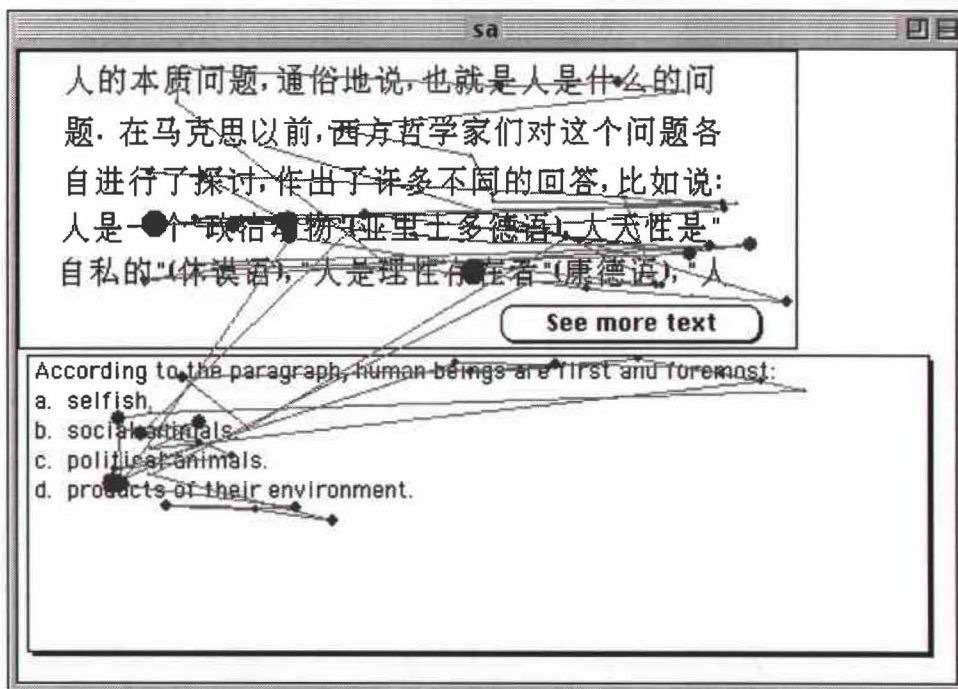 sa
人的本质问题,通俗地说,也就是人是什么的问
题. 在马克思以前,西方哲学家们对这个问题各
自进行了探讨,作出了许多不同的回答,比如说:
人是一个"政治动物"(亚里士多德语),人天性是"
自私的"(休谟语),"人是理性存在者"(康德语),"人
See more text
According to the paragraph, human beings are first and foremost:
a. selfish.
b. social animals.
c. political animals.
d. products of their environment.